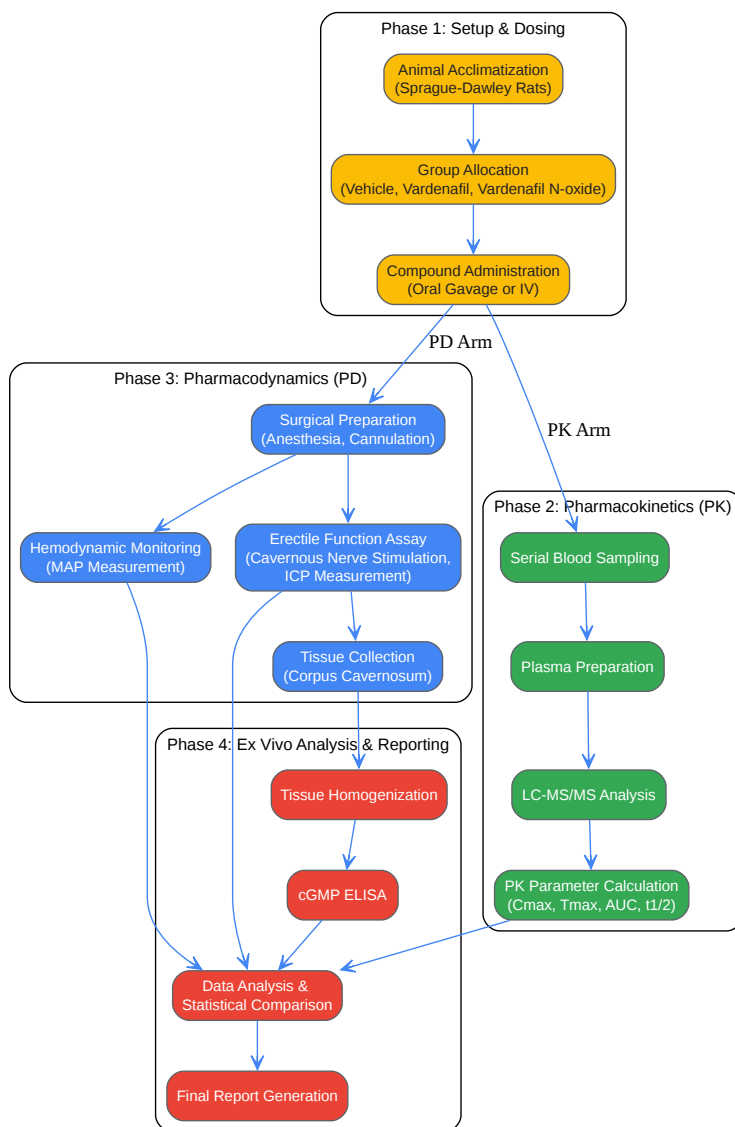 Phase 1: Setup & Dosing
Animal Acclimatization
(Sprague-Dawley Rats)
Group Allocation
(Vehicle, Vardenafil, Vardenafil N-oxide)
Compound Administration
(Oral Gavage or IV)
PD Arm
PK Arm
Phase 3: Pharmacodynamics (PD)
Surgical Preparation
(Anesthesia, Cannulation)
Hemodynamic Monitoring
(MAP Measurement)
Erectile Function Assay
(Cavernous Nerve Stimulation,
ICP Measurement)
Tissue Collection
(Corpus Cavernosum)
Phase 2: Pharmacokinetics (PK)
Serial Blood Sampling
Plasma Preparation
LC-MS/MS Analysis
PK Parameter Calculation
(Cmax, Tmax, AUC, t1/2)
Phase 4: Ex Vivo Analysis & Reporting
Tissue Homogenization
cGMP ELISA
Data Analysis &
Statistical Comparison
Final Report Generation